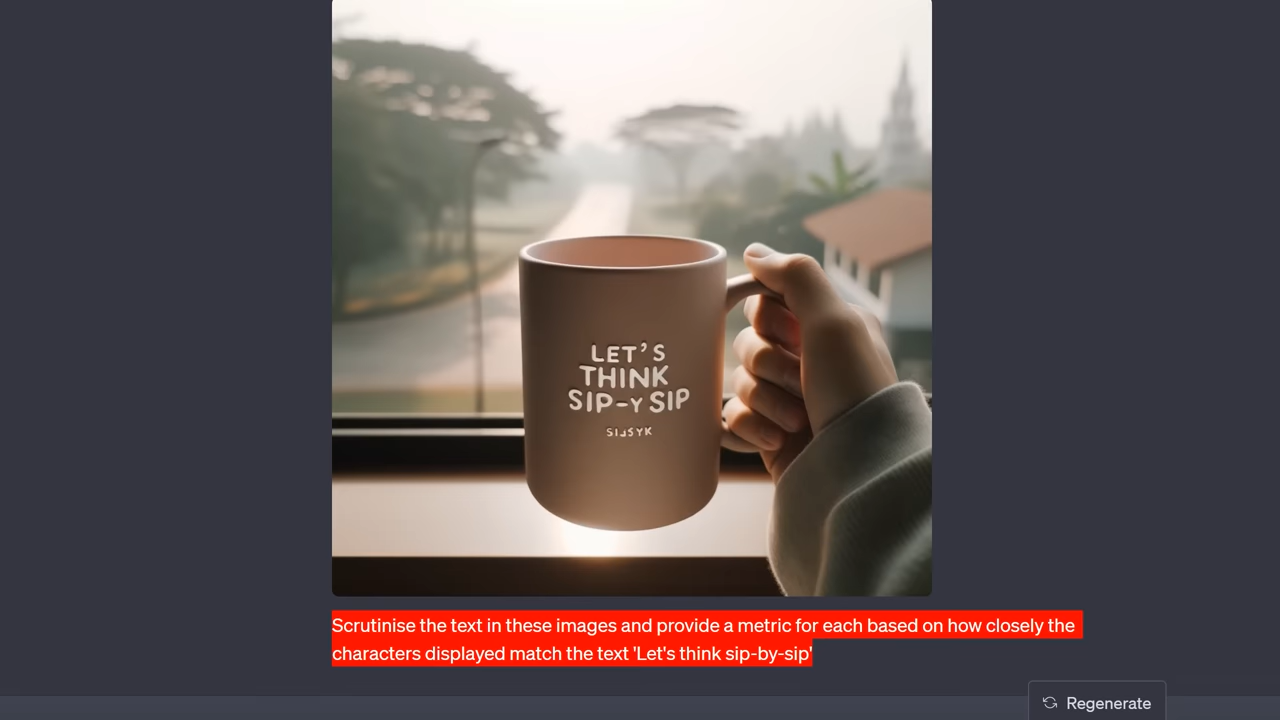 LET'S
THINK
SIP-Y SIP
SIJSYK
Scrutinise the text in these images and provide a metric for each based on how closely the
characters displayed match the text 'Let's think sip-by-sip'
Regenerate